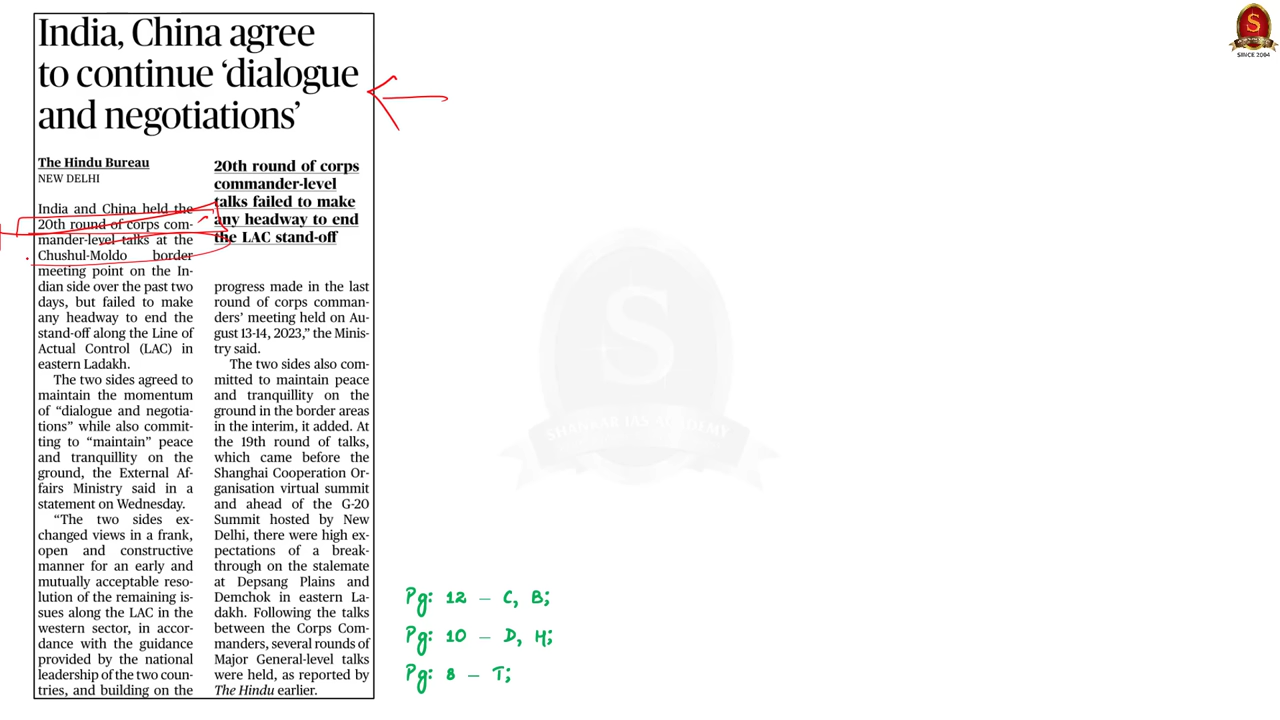 India, China agree
to continue ‘dialogue
and negotiations’
The Hindu Bureau
NEW DELHI
India and China held the
20th round of corps com-
mander-level talks at the
Chushul-Moldo border
meeting point on the In-
dian side over the past two
days, but failed to make
any headway to end the
stand-off along the Line of
Actual Control (LAC) in
eastern Ladakh.
The two sides agreed to
maintain the momentum
of “dialogue and negotia-
tions” while also commit-
ting to “maintain” peace
and tranquillity on the
ground, the External Af-
fairs Ministry said in a
statement on Wednesday.
“The two sides ex-
changed views in a frank,
open and constructive
manner for an early and
mutually acceptable reso-
lution of the remaining is-
sues along the LAC in the
western sector, in accor-
dance with the guidance
provided by the national
leadership of the two coun-
tries, and building on the
20th round of corps
commander-level
talks failed to make
any headway to end
the LAC stand-off
progress made in the last
round of corps comman-
ders’ meeting held on Au-
gust 13-14, 2023,” the Minis-
try said.
The two sides also com-
mitted to maintain peace
and tranquillity on the
ground in the border areas
in the interim, it added. At
the 19th round of talks,
which came before the
Shanghai Cooperation Or-
ganisation virtual summit
and ahead of the G-20
Summit hosted by New
Delhi, there were high ex-
pectations of a break-
through on the stalemate
at Depsang Plains and
Demchok in eastern La-
dakh. Following the talks
between the Corps Com-
manders, several rounds of
Major General-level talks
were held, as reported by
The Hindu earlier.
Pg: 12 – C, B;
Pg: 10 – D, H;
Pg: 8 – T;
S
SINCE 2004
S
SHANKAR IAS ACADEMY